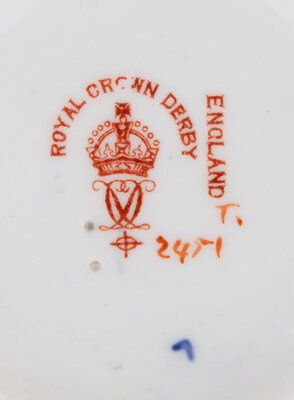 ROYAL CROWN DERBY
ENGLAND
T.
2451